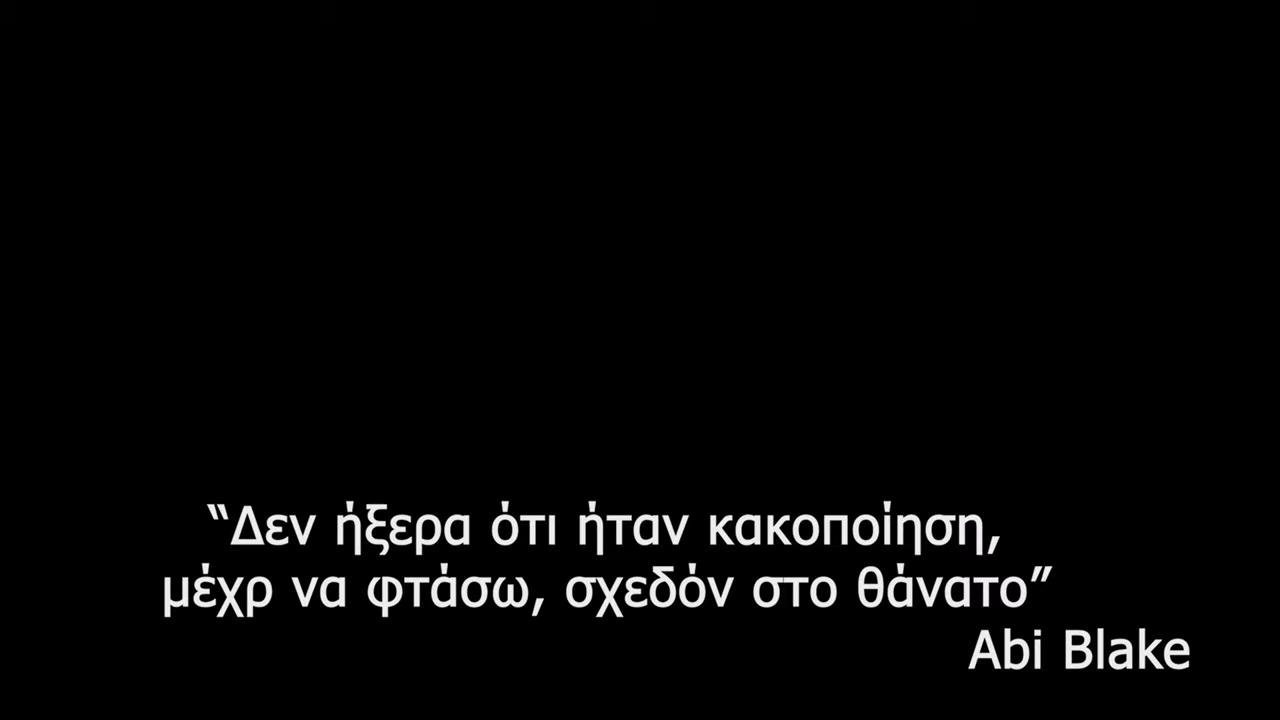 “Δεν ήξερα ότι ήταν κακοποίηση,
μέχρ να φτάσω, σχεδόν στο θάνατο”
Abi Blake